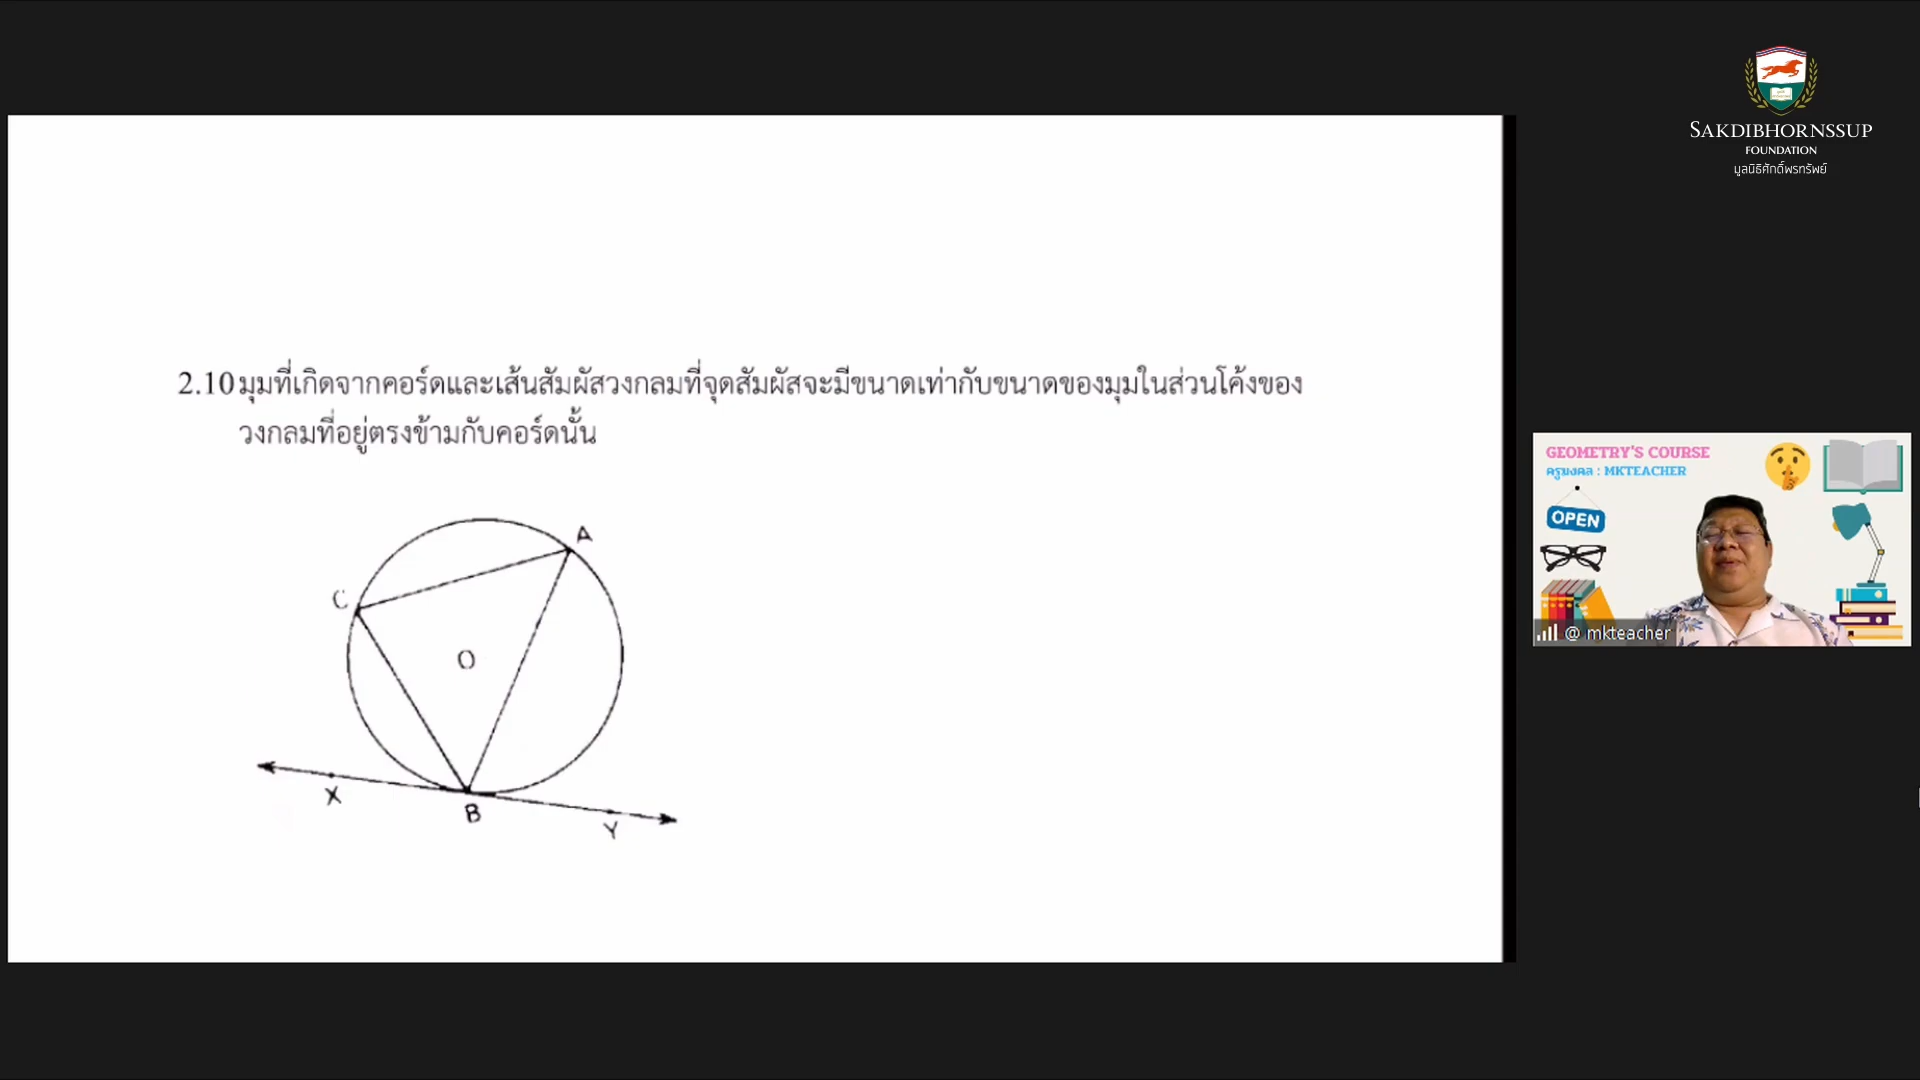 SAKDIBHORNSSUP
FOUNDATION
มูลนิธิศักดิ์พรทรัพย์
2.10 มุมที่เกิดจากคอร์ดและเส้นสัมผัสวงกลมที่จุดสัมผัสจะมีขนาดเท่ากับขนาดของมุมในส่วนโค้งของ
วงกลมที่อยู่ตรงข้ามกับคอร์ดนั้น
A
C
O
X
B
Y
GEOMETRY'S COURSE
ครูมงคล : MKTEACHER
OPEN
@ mkteacher